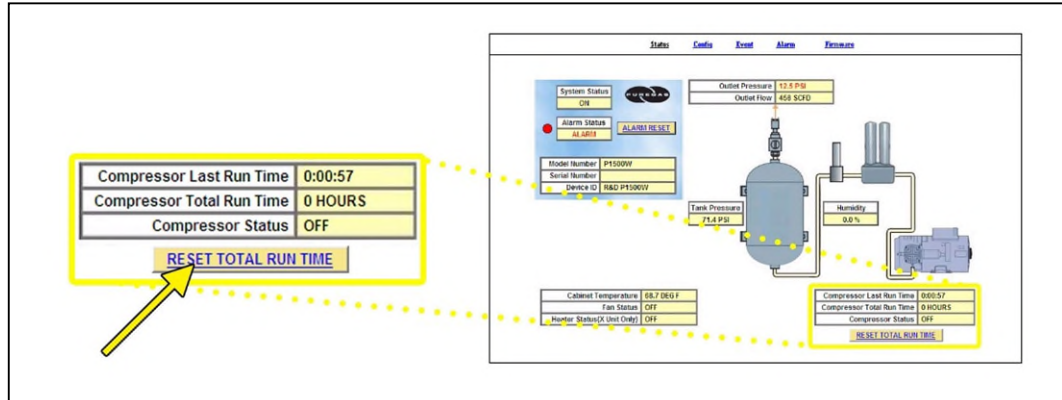 Status Config Event Alarm Firmware
System Status
ON
PUREGAS
Alarm Status
ALARM
ALARM RESET
Model Number P1500W
Serial Number
Device ID R&D P1500W
Outlet Pressure 12.5 PSI
Outlet Flow 458 SCFD
Tank Pressure
71.4 PSI
Humidity
0.0 %
Compressor Last Run Time 0:00:57
Compressor Total Run Time 0 HOURS
Compressor Status OFF
RESET TOTAL RUN TIME
Cabinet Temperature 68.7 DEG F
Fan Status OFF
Heater Status(X Unit Only) OFF
Compressor Last Run Time 0:00:57
Compressor Total Run Time 0 HOURS
Compressor Status OFF
RESET TOTAL RUN TIME